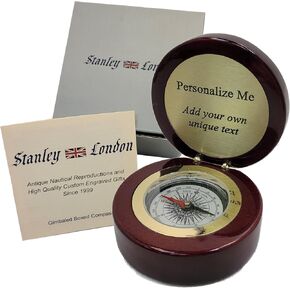 Stanley London
Personalize Me
Add your own
unique text
Stanley London
Antique Nautical Reproductions and
High Quality Custom Engraved Gifts
Since 1999
Gimbaled Boxed Compass